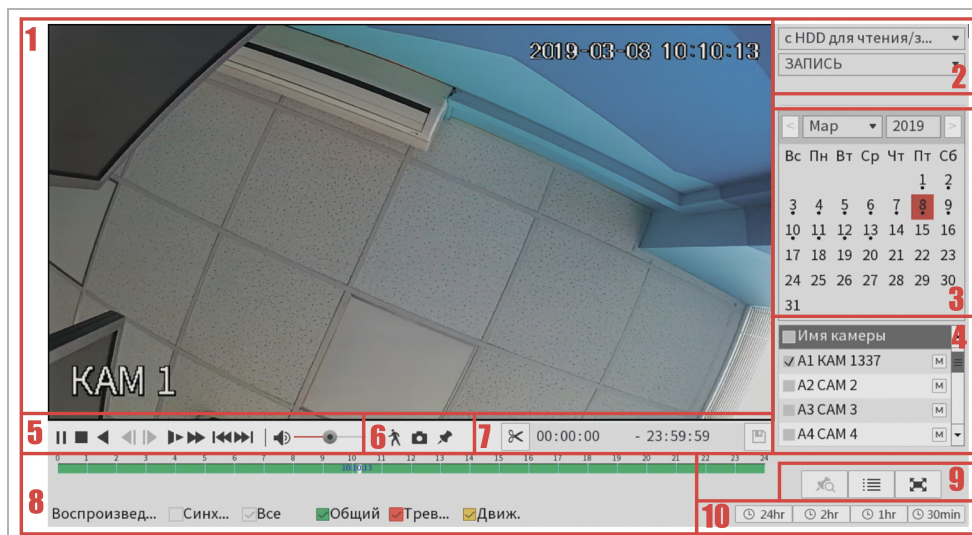 1
2019-03-08 10:10:13
КАМ 1
с HDD для чтения/з...
ЗАПИСЬ
2
< Мар 2019 >
Вс Пн Вт Ср Чт Пт Сб
1 2
3 4 5 6 7 8 9
10 11 12 13 14 15 16
17 18 19 20 21 22 23
24 25 26 27 28 29 30
31
3
Имя камеры
4
A1 КАМ 1337 M
A2 CAM 2 M
A3 CAM 3 M
A4 CAM 4 M
5
6
7
00:00:00 - 23:59:59
0 1 2 3 4 5 6 7 8 9 10 11 12 13 14 15 16 17 18 19 20 21 22 23 24
10:10:13
8
Воспроизвед... Синх... Все Общий Трев... Движ.
9
10
24hr 2hr 1hr 30min